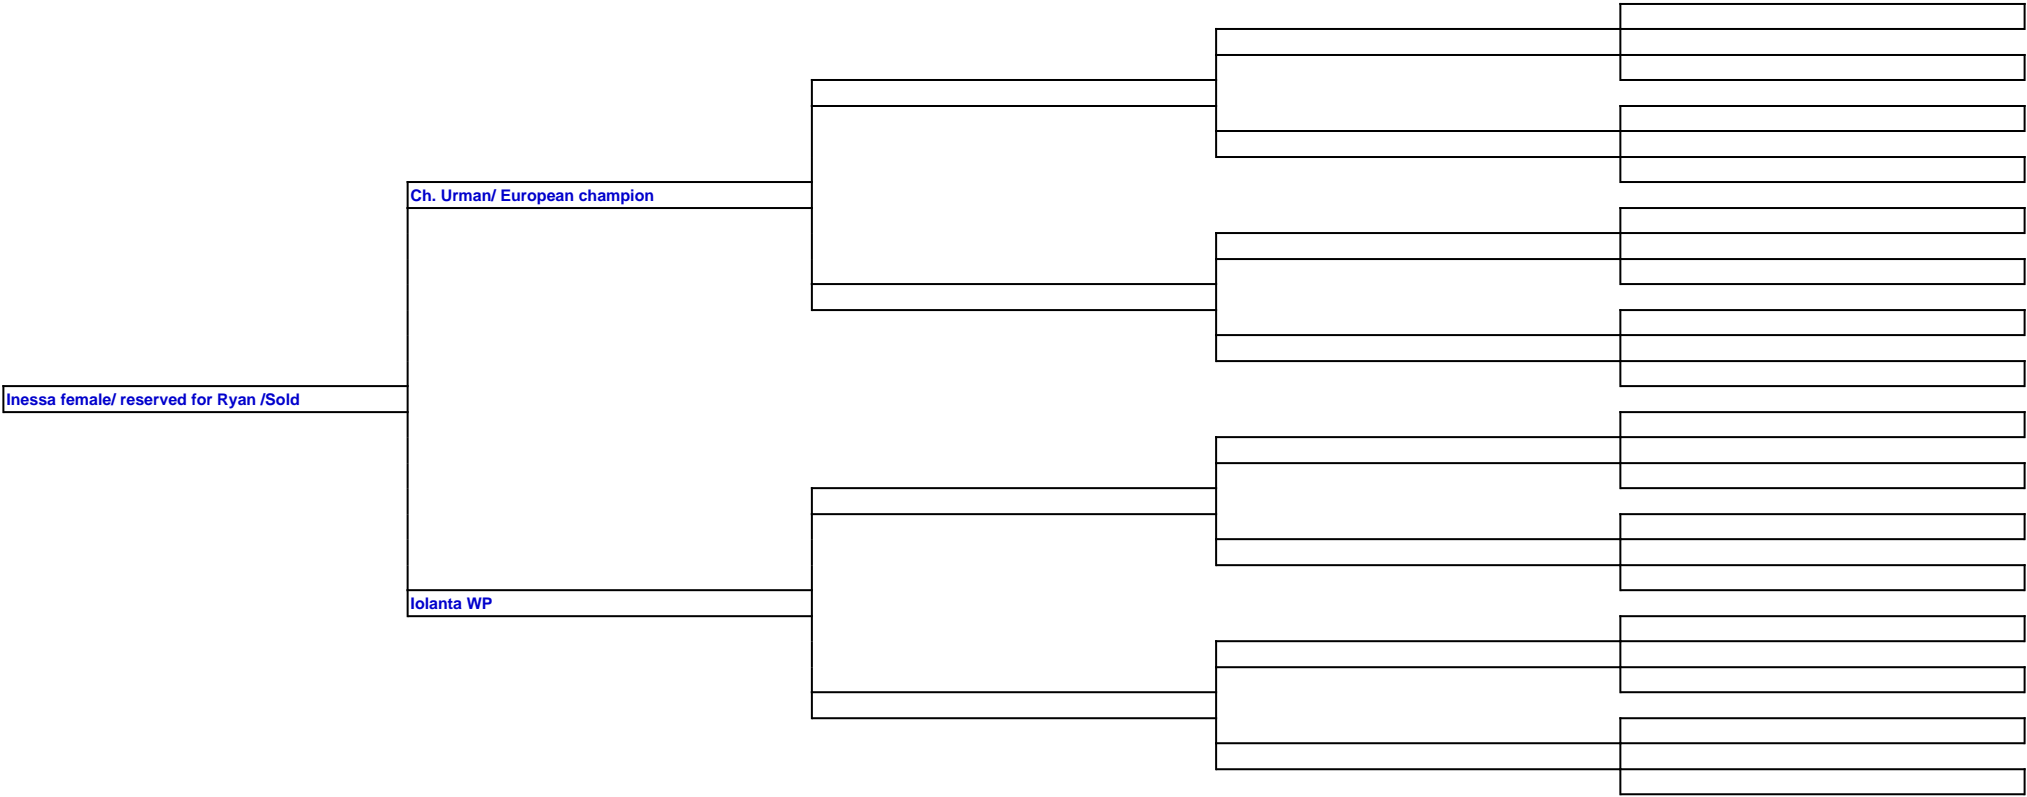 Ch. Urman/ European champion
Inessa female/ reserved for Ryan /Sold
Iolanta WP